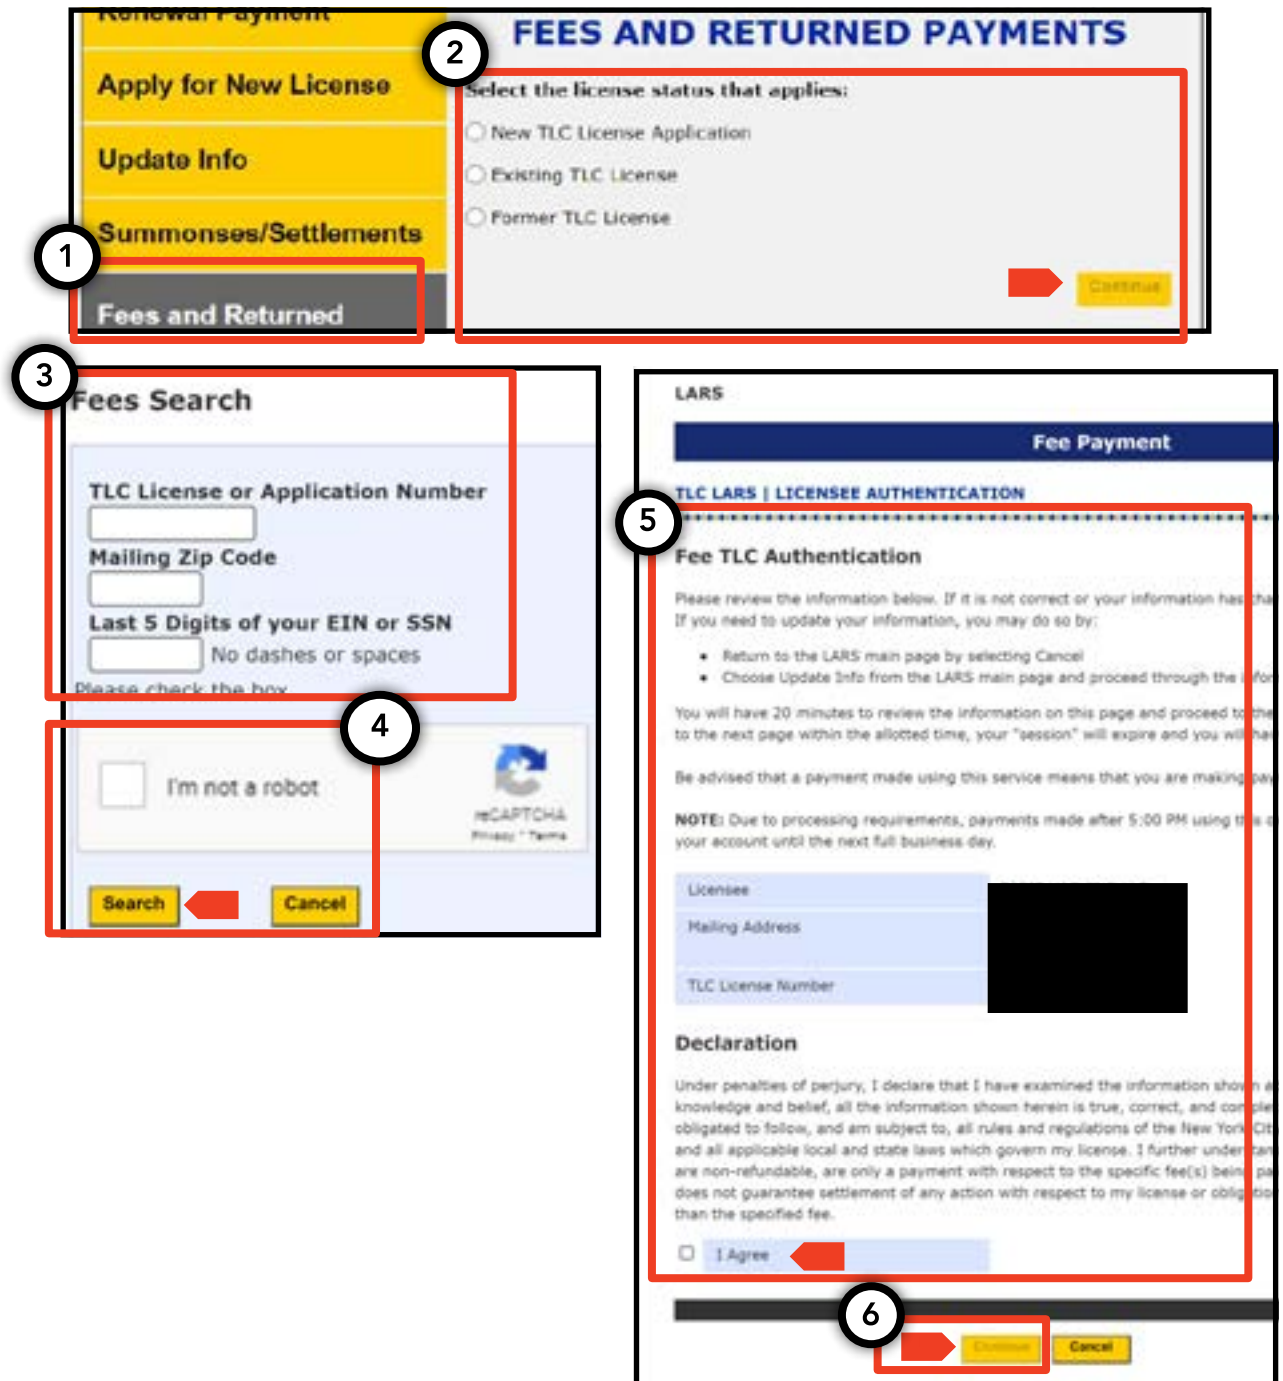 Renewal Payment
Apply for New License
Update Info
Summonses/Settlements
1
Fees and Returned
2
FEES AND RETURNED PAYMENTS
Select the license status that applies:
New TLC License Application
Existing TLC License
Former TLC License
Continue
3
Fees Search
TLC License or Application Number
Mailing Zip Code
Last 5 Digits of your EIN or SSN
No dashes or spaces
Please check the box
4
I'm not a robot
reCAPTCHA
Privacy - Terms
Search
Cancel
LARS
Fee Payment
TLC LARS | LICENSEE AUTHENTICATION
5
Fee TLC Authentication
Please review the information below. If it is not correct or your information has cha
If you need to update your information, you may do so by:
• Return to the LARS main page by selecting Cancel
• Choose Update Info from the LARS main page and proceed through the infor
You will have 20 minutes to review the information on this page and proceed to the
to the next page within the allotted time, your "session" will expire and you will ha
Be advised that a payment made using this service means that you are making pay
NOTE: Due to processing requirements, payments made after 5:00 PM using this o
your account until the next full business day.
Licensee
Mailing Address
TLC License Number
Declaration
Under penalties of perjury, I declare that I have examined the information shown a
knowledge and belief, all the information shown herein is true, correct, and comple
obligated to follow, and am subject to, all rules and regulations of the New York Cit
and all applicable local and state laws which govern my license. I further understan
are non-refundable, are only a payment with respect to the specific fee(s) being pa
does not guarantee settlement of any action with respect to my license or obligatio
than the specified fee.
I Agree
6
Continue
Cancel